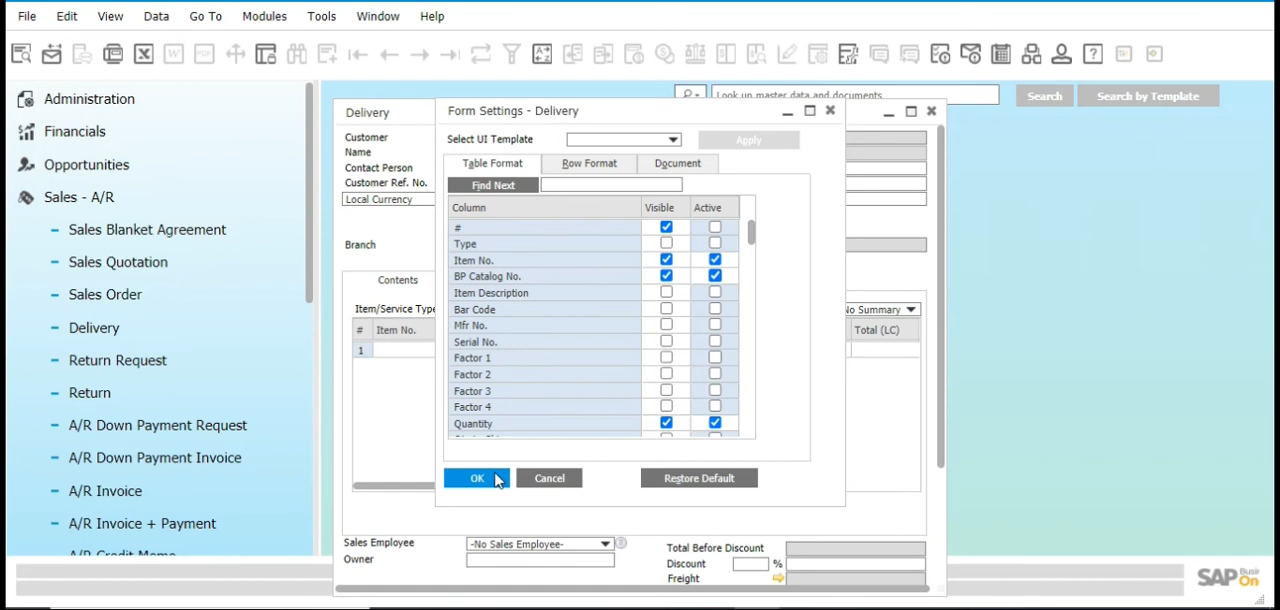 File Edit View Data Go To Modules Tools Window Help
Administration
Financials
Opportunities
Sales - A/R
Sales Blanket Agreement
Sales Quotation
Sales Order
Delivery
Return Request
Return
A/R Down Payment Request
A/R Down Payment Invoice
A/R Invoice
A/R Invoice + Payment
A/R Credit Memo
Look up master data and documents
Search
Search by Template
Delivery
Customer
Name
Contact Person
Customer Ref. No.
Local Currency
Branch
Contents
Item/Service Type
No Summary
# Item No. Total (LC)
1
Form Settings - Delivery
Select UI Template
Apply
Table Format Row Format Document
Find Next
Column Visible Active
#
Type
Item No.
BP Catalog No.
Item Description
Bar Code
Mfr No.
Serial No.
Factor 1
Factor 2
Factor 3
Factor 4
Quantity
OK Cancel Restore Default
Sales Employee -No Sales Employee-
Owner
Total Before Discount
Discount %
Freight
SAP Busin
On